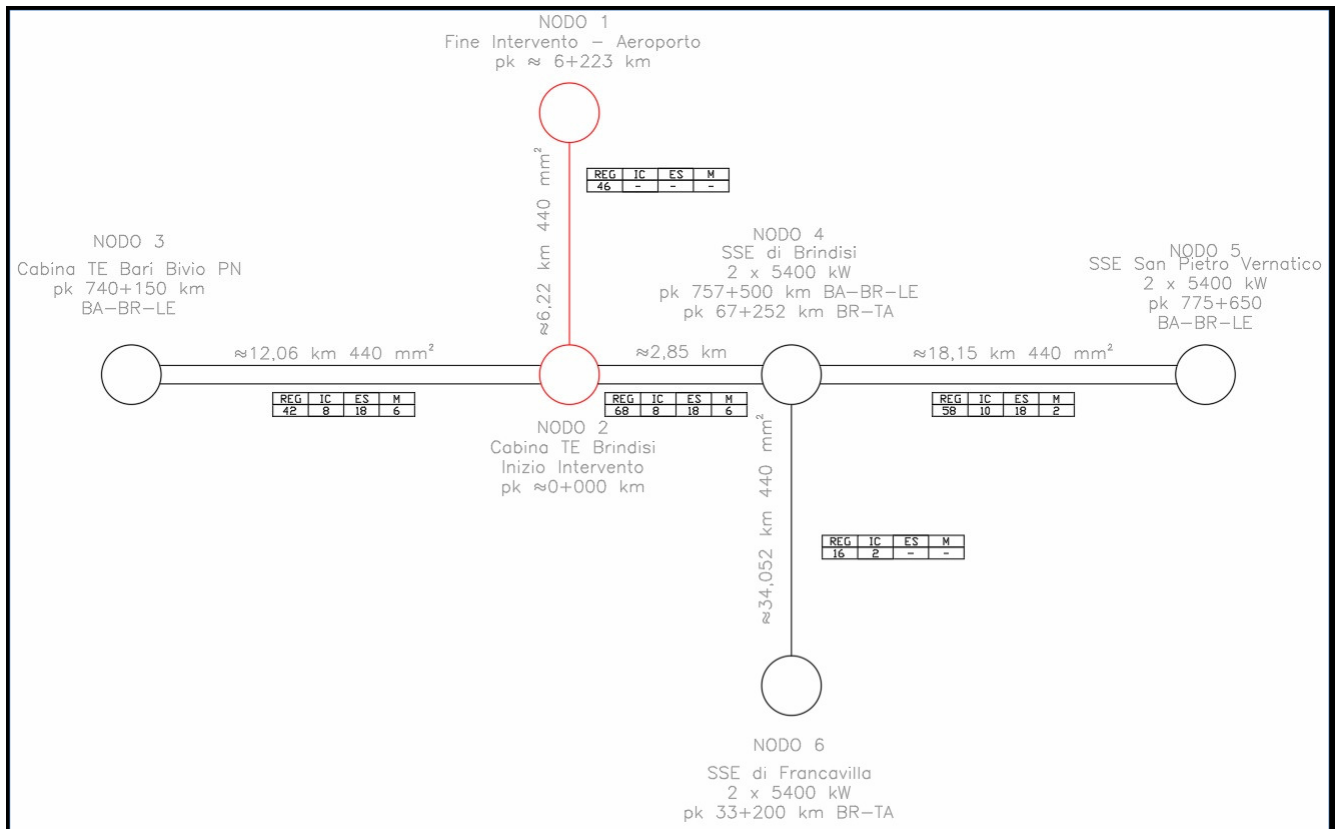 NODO 1
Fine Intervento – Aeroporto
pk ≈ 6+223 km
≈6,22 km 440 mm²
REG IC ES M
46 - - -
NODO 3
Cabina TE Bari Bivio PN
pk 740+150 km
BA-BR-LE
NODO 4
SSE di Brindisi
2 x 5400 kW
pk 757+500 km BA-BR-LE
pk 67+252 km BR-TA
NODO 5
SSE San Pietro Vernatico
2 x 5400 kW
pk 775+650
BA-BR-LE
≈12,06 km 440 mm²
≈2,85 km
≈18,15 km 440 mm²
REG IC ES M
42 8 18 6
REG IC ES M
68 8 18 6
REG IC ES M
58 10 18 2
NODO 2
Cabina TE Brindisi
Inizio Intervento
pk ≈0+000 km
≈34,052 km 440 mm²
REG IC ES M
16 2 - -
NODO 6
SSE di Francavilla
2 x 5400 kW
pk 33+200 km BR-TA